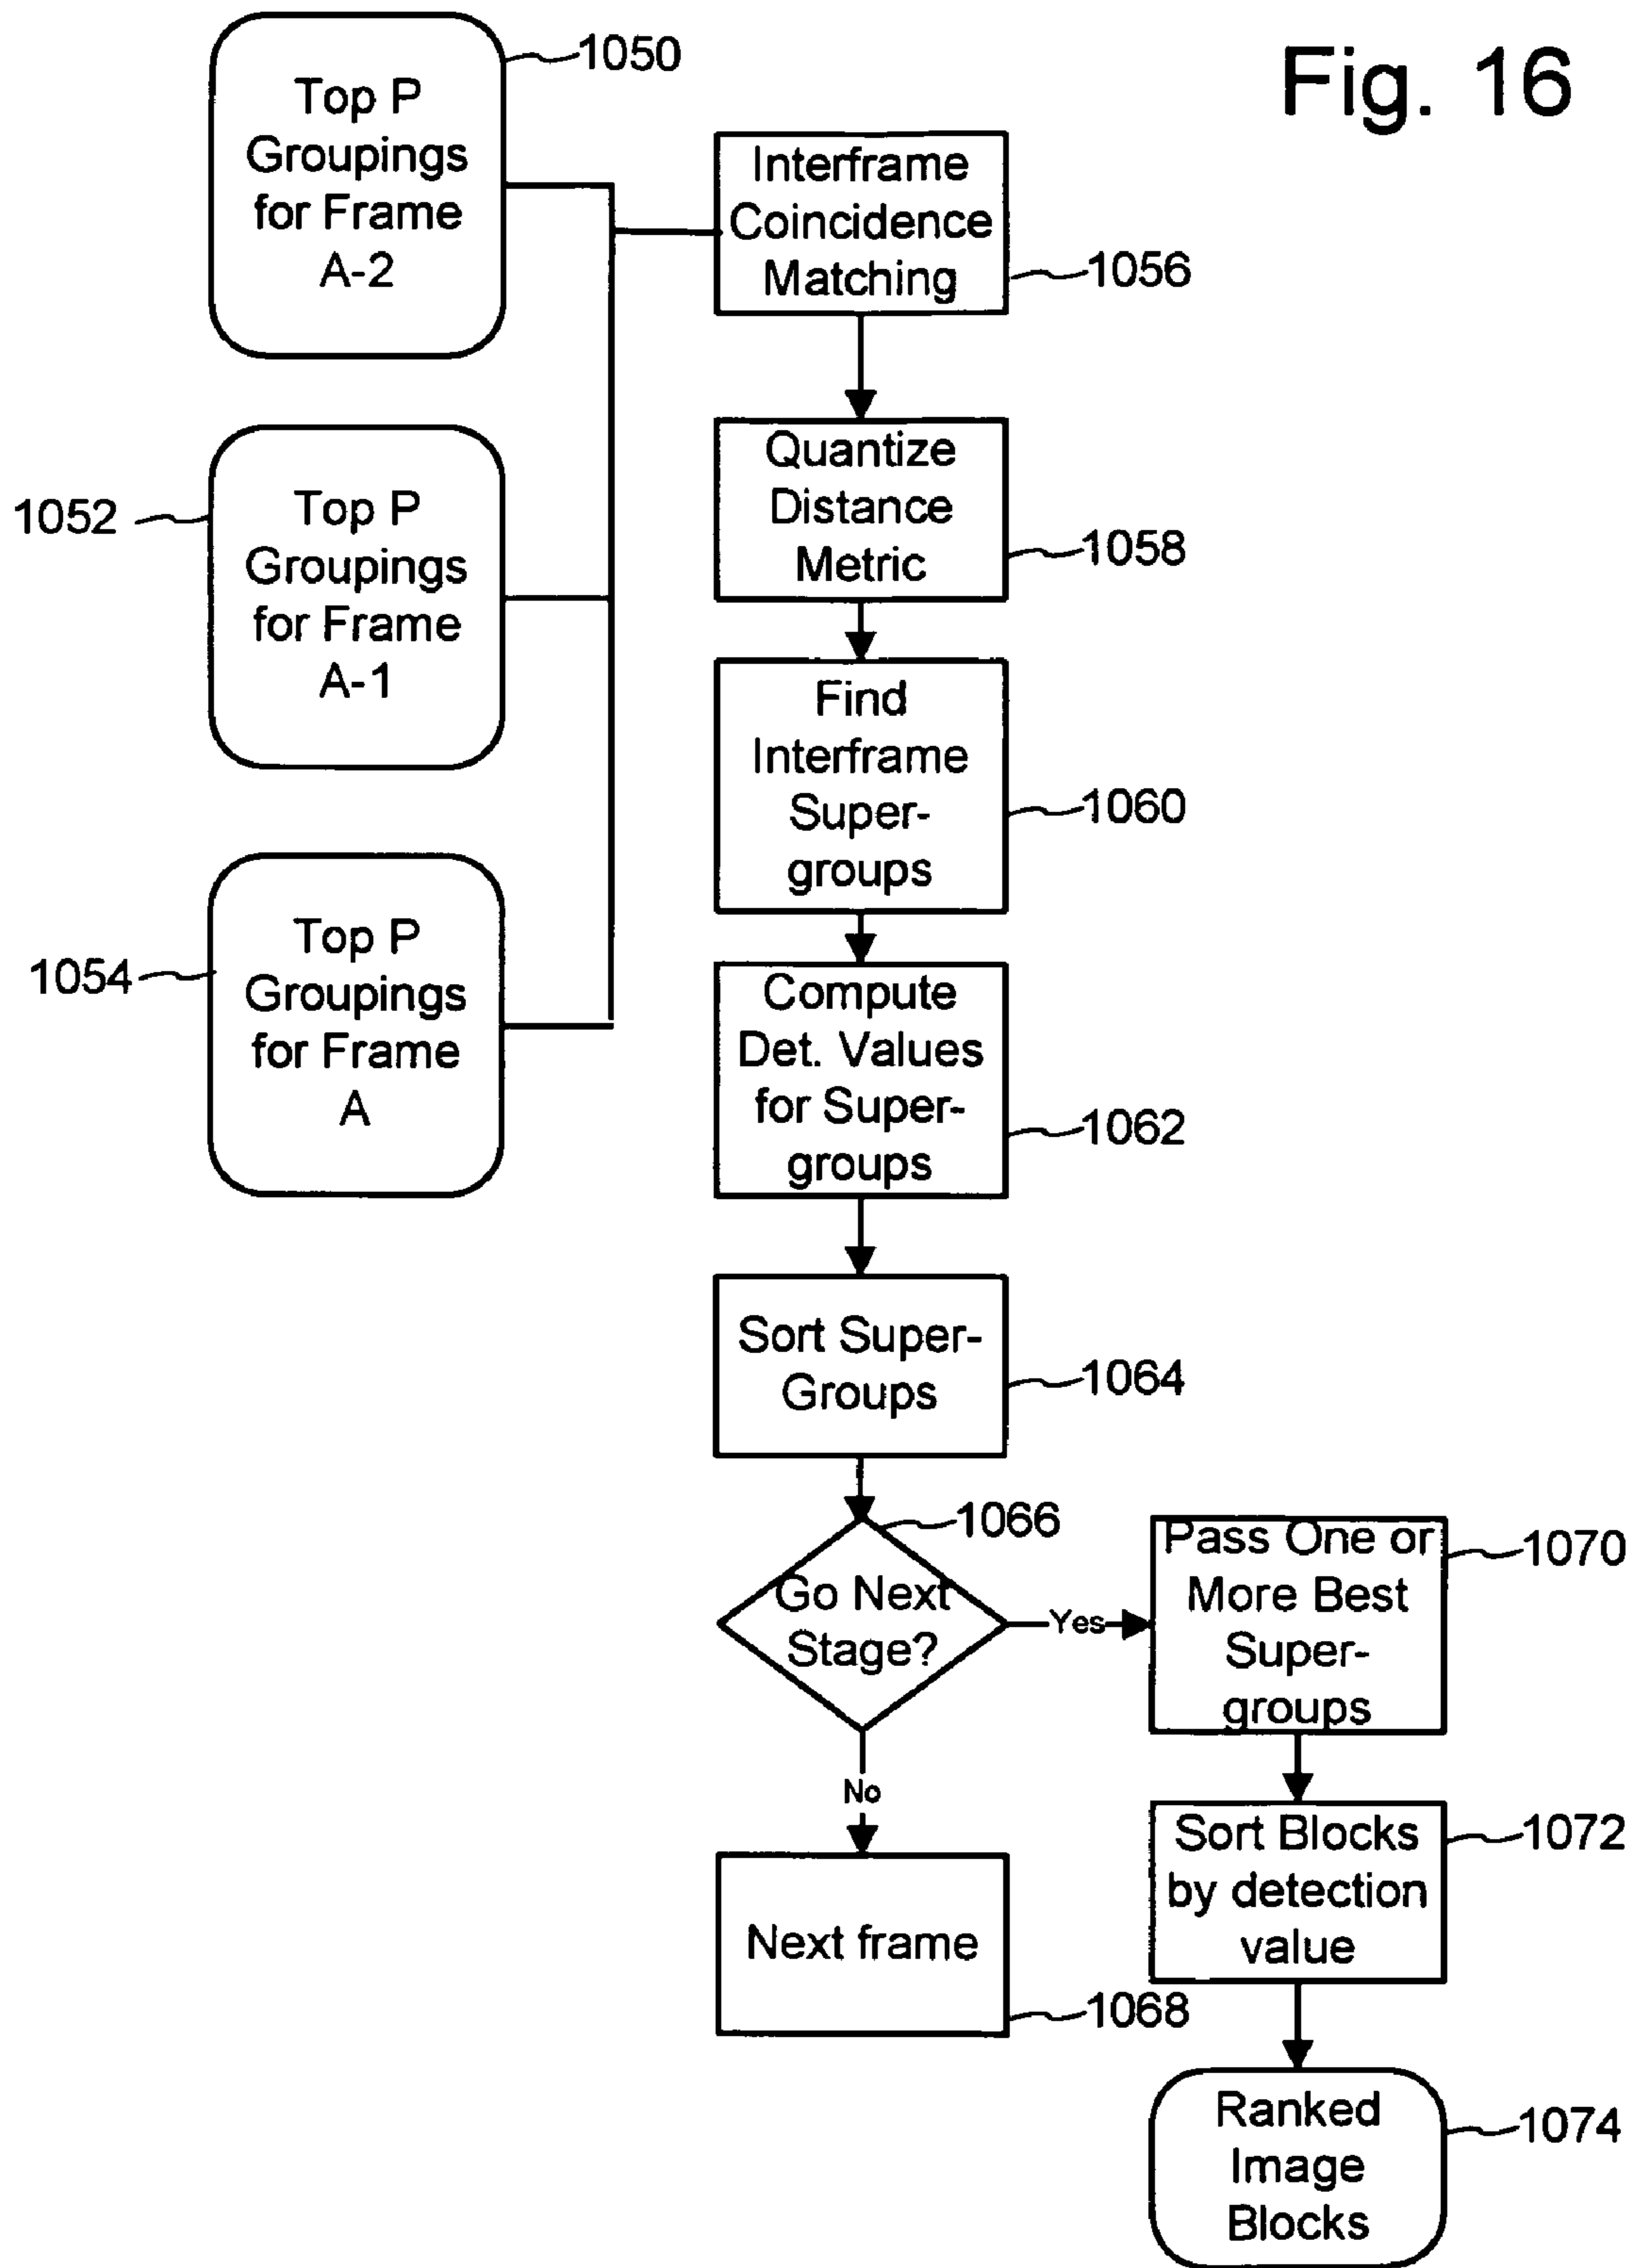 Fig. 16
1050
Top P
Groupings
for Frame
A-2
1052
Top P
Groupings
for Frame
A-1
1054
Top P
Groupings
for Frame
A
Interframe
Coincidence
Matching
1056
Quantize
Distance
Metric
1058
Find
Interframe
Super-
groups
1060
Compute
Det. Values
for Super-
groups
1062
Sort Super-
Groups
1064
1066
Go Next
Stage?
Yes
No
Next frame
1068
Pass One or
More Best
Super-
groups
1070
Sort Blocks
by detection
value
1072
Ranked
Image
Blocks
1074